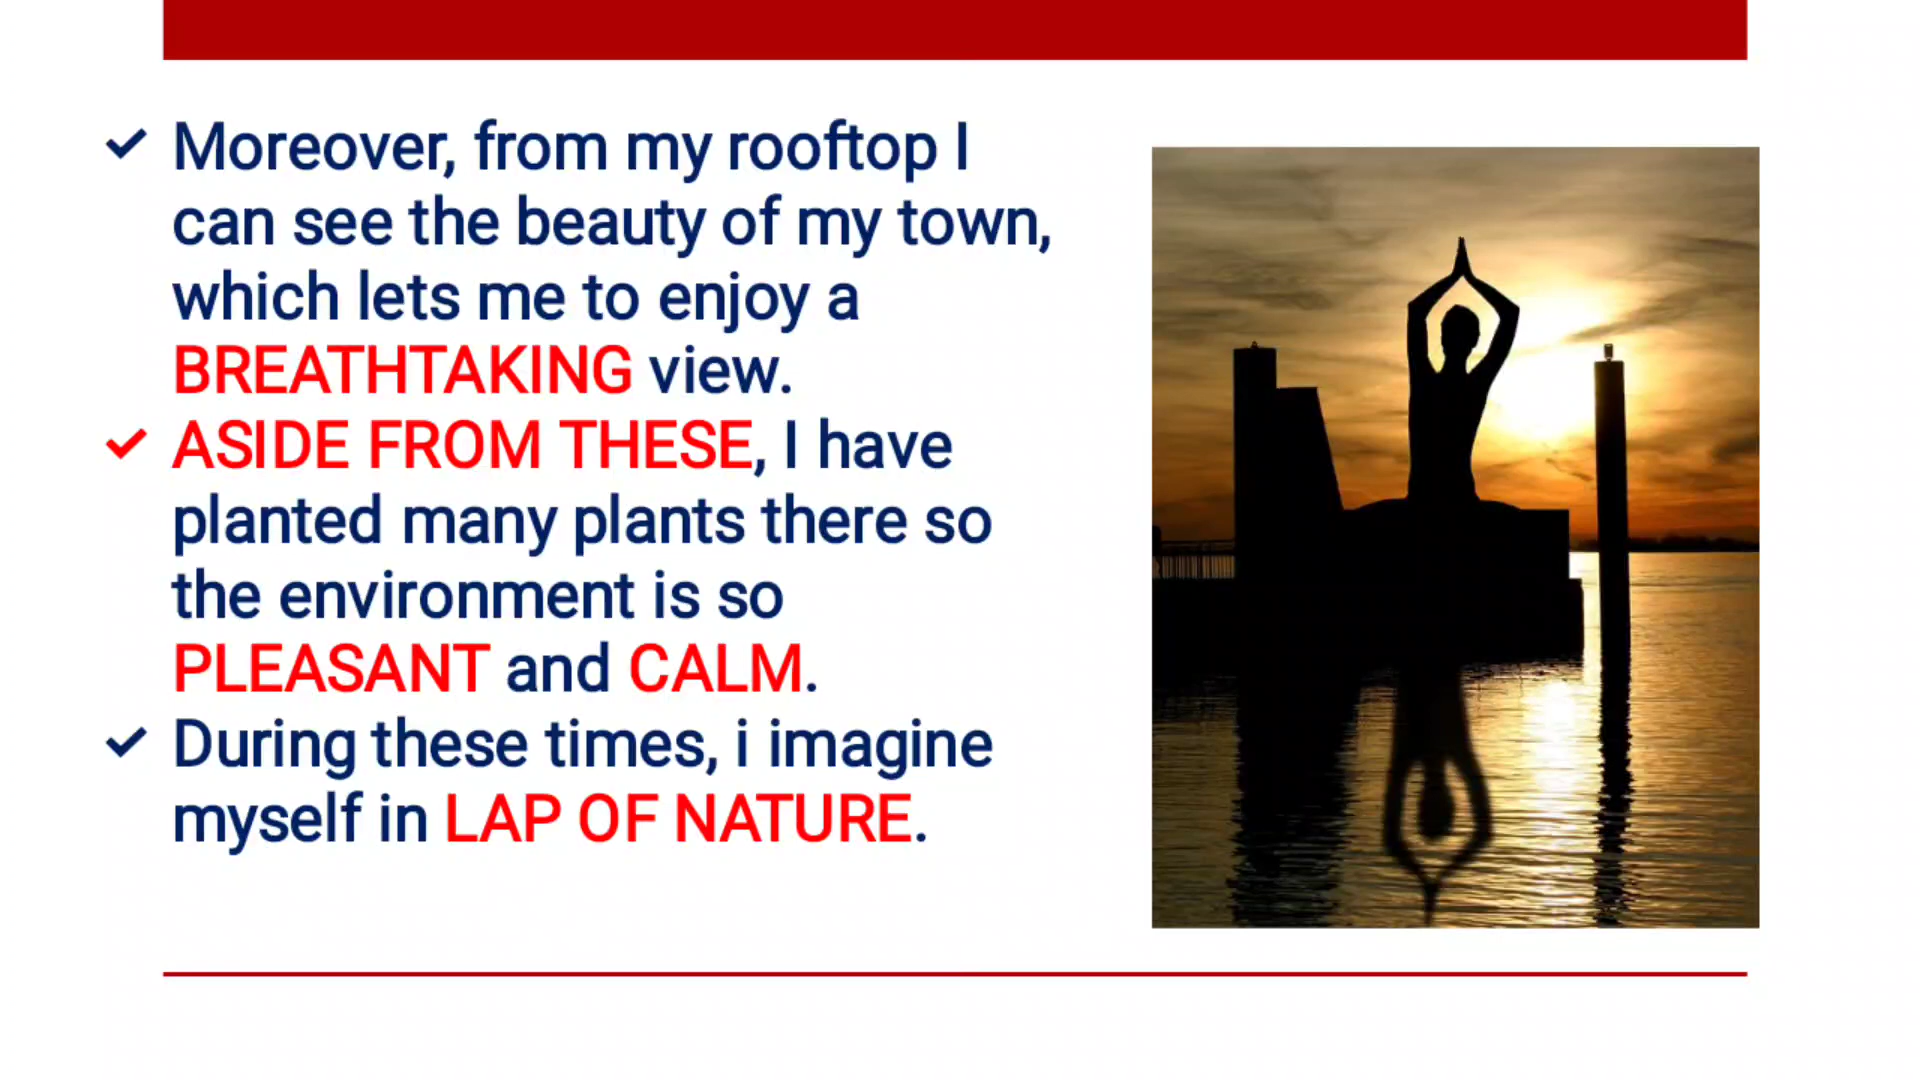 Moreover, from my rooftop I
can see the beauty of my town,
which lets me to enjoy a
BREATHTAKING view.
ASIDE FROM THESE, I have
planted many plants there so
the environment is so
PLEASANT and CALM.
During these times, i imagine
myself in LAP OF NATURE.